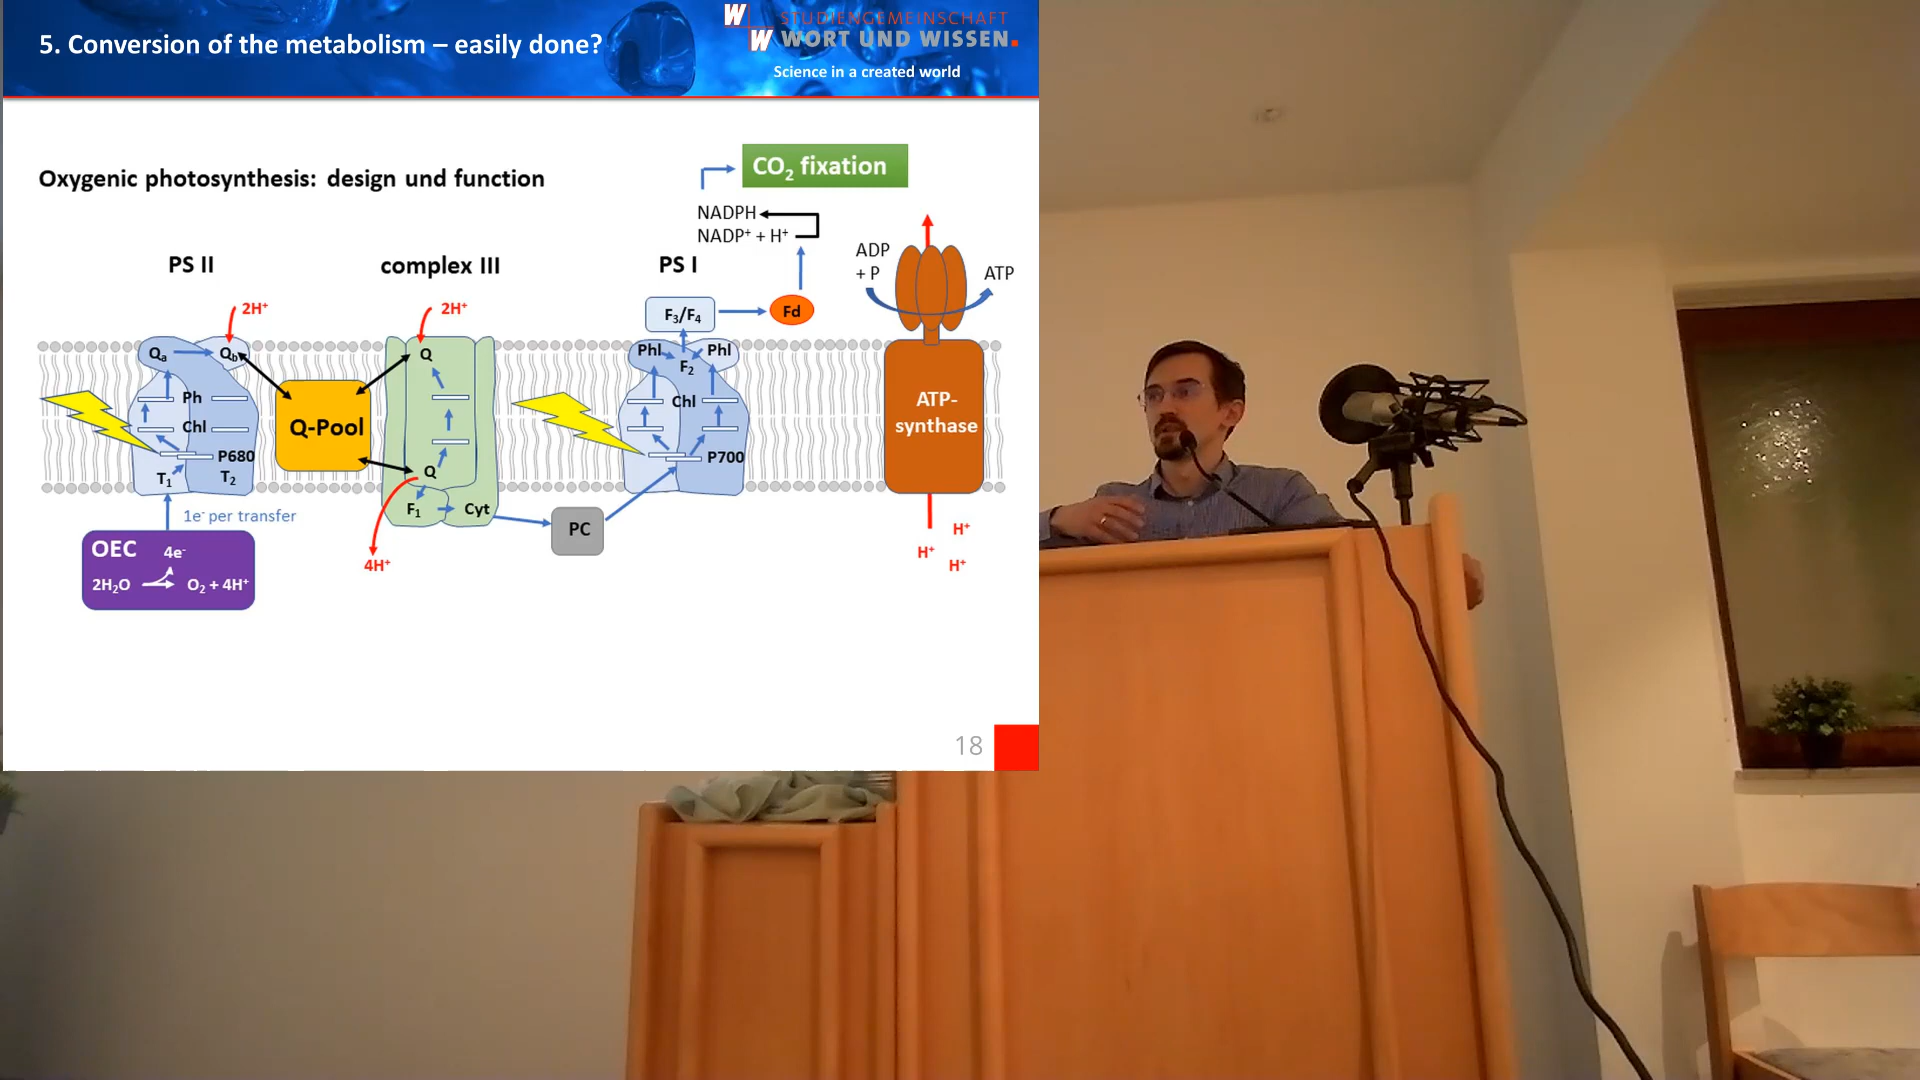 5. Conversion of the metabolism – easily done?
W
W
STUDIENGEMEINSCHAFT
WORT UND WISSEN.
Science in a created world
Oxygenic photosynthesis: design und function
CO₂ fixation
NADPH
NADP⁺ + H⁺
PS II
complex III
PS I
ADP
+ P
ATP
2H⁺
2H⁺
F₃/F₄
Fd
Qₐ
Q_b
Q
Phl
Phl
F₂
Ph
Chl
Q-Pool
Chl
ATP-
synthase
P680
T₁
T₂
Q
P700
1e⁻ per transfer
F₁
Cyt
PC
OEC
4e⁻
2H₂O
O₂ + 4H⁺
4H⁺
H⁺
H⁺
H⁺
18